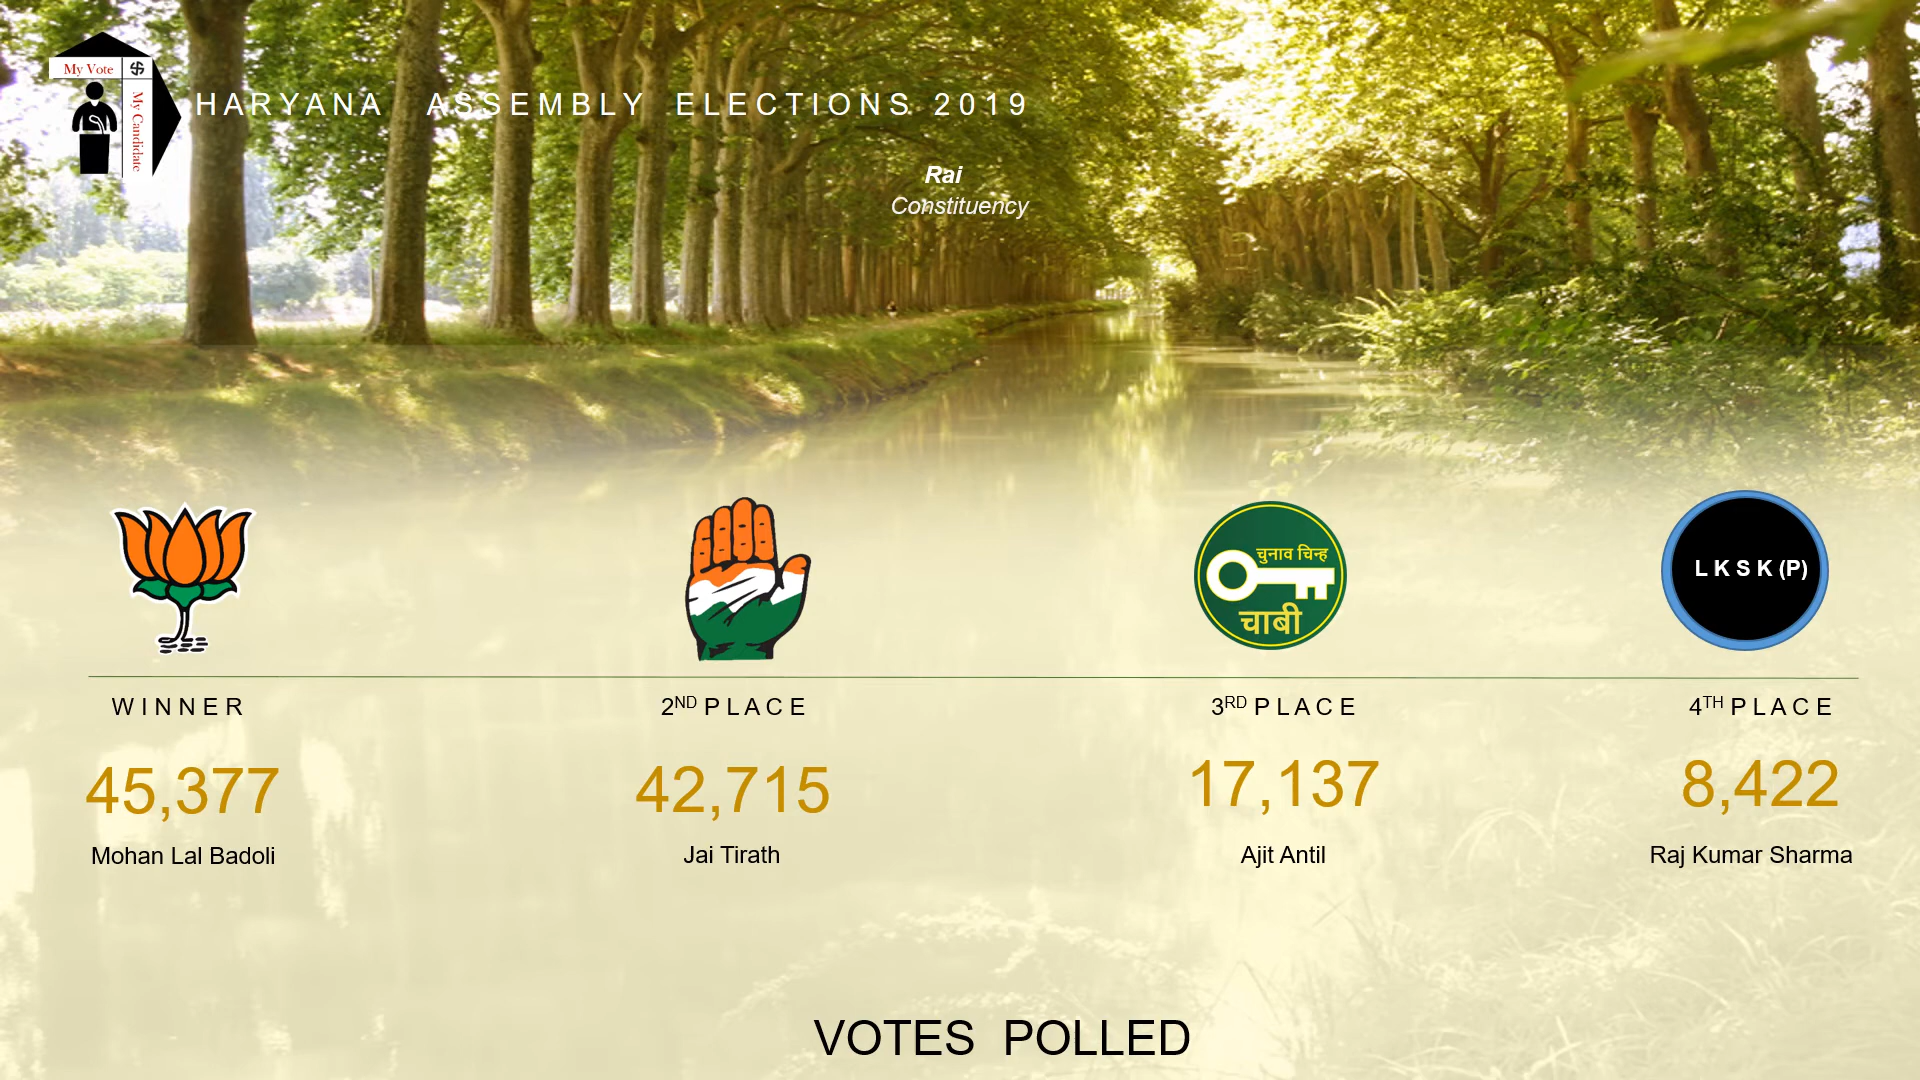 My Vote
My Candidate
HARYANA ASSEMBLY ELECTIONS 2019
Rai
Constituency
चुनाव चिन्ह
चाबी
L K S K (P)
WINNER
2ND PLACE
3RD PLACE
4TH PLACE
45,377
42,715
17,137
8,422
Mohan Lal Badoli
Jai Tirath
Ajit Antil
Raj Kumar Sharma
VOTES POLLED